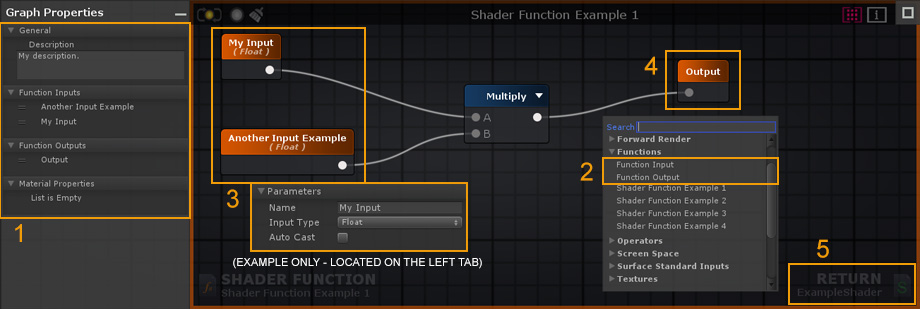 Graph Properties
General
Description
My description.
Function Inputs
Another Input Example
My Input
Function Outputs
Output
Material Properties
List is Empty
1
Shader Function Example 1
My Input
( Float )
Another Input Example
( Float )
Multiply
A
B
4
Output
3
Parameters
Name My Input
Input Type Float
Auto Cast
(EXAMPLE ONLY - LOCATED ON THE LEFT TAB)
2
Search
Forward Render
Functions
Function Input
Function Output
Shader Function Example 1
Shader Function Example 2
Shader Function Example 3
Shader Function Example 4
Operators
Screen Space
Surface Standard Inputs
Textures
SHADER FUNCTION
Shader Function Example 1
5
RETURN
ExampleShader